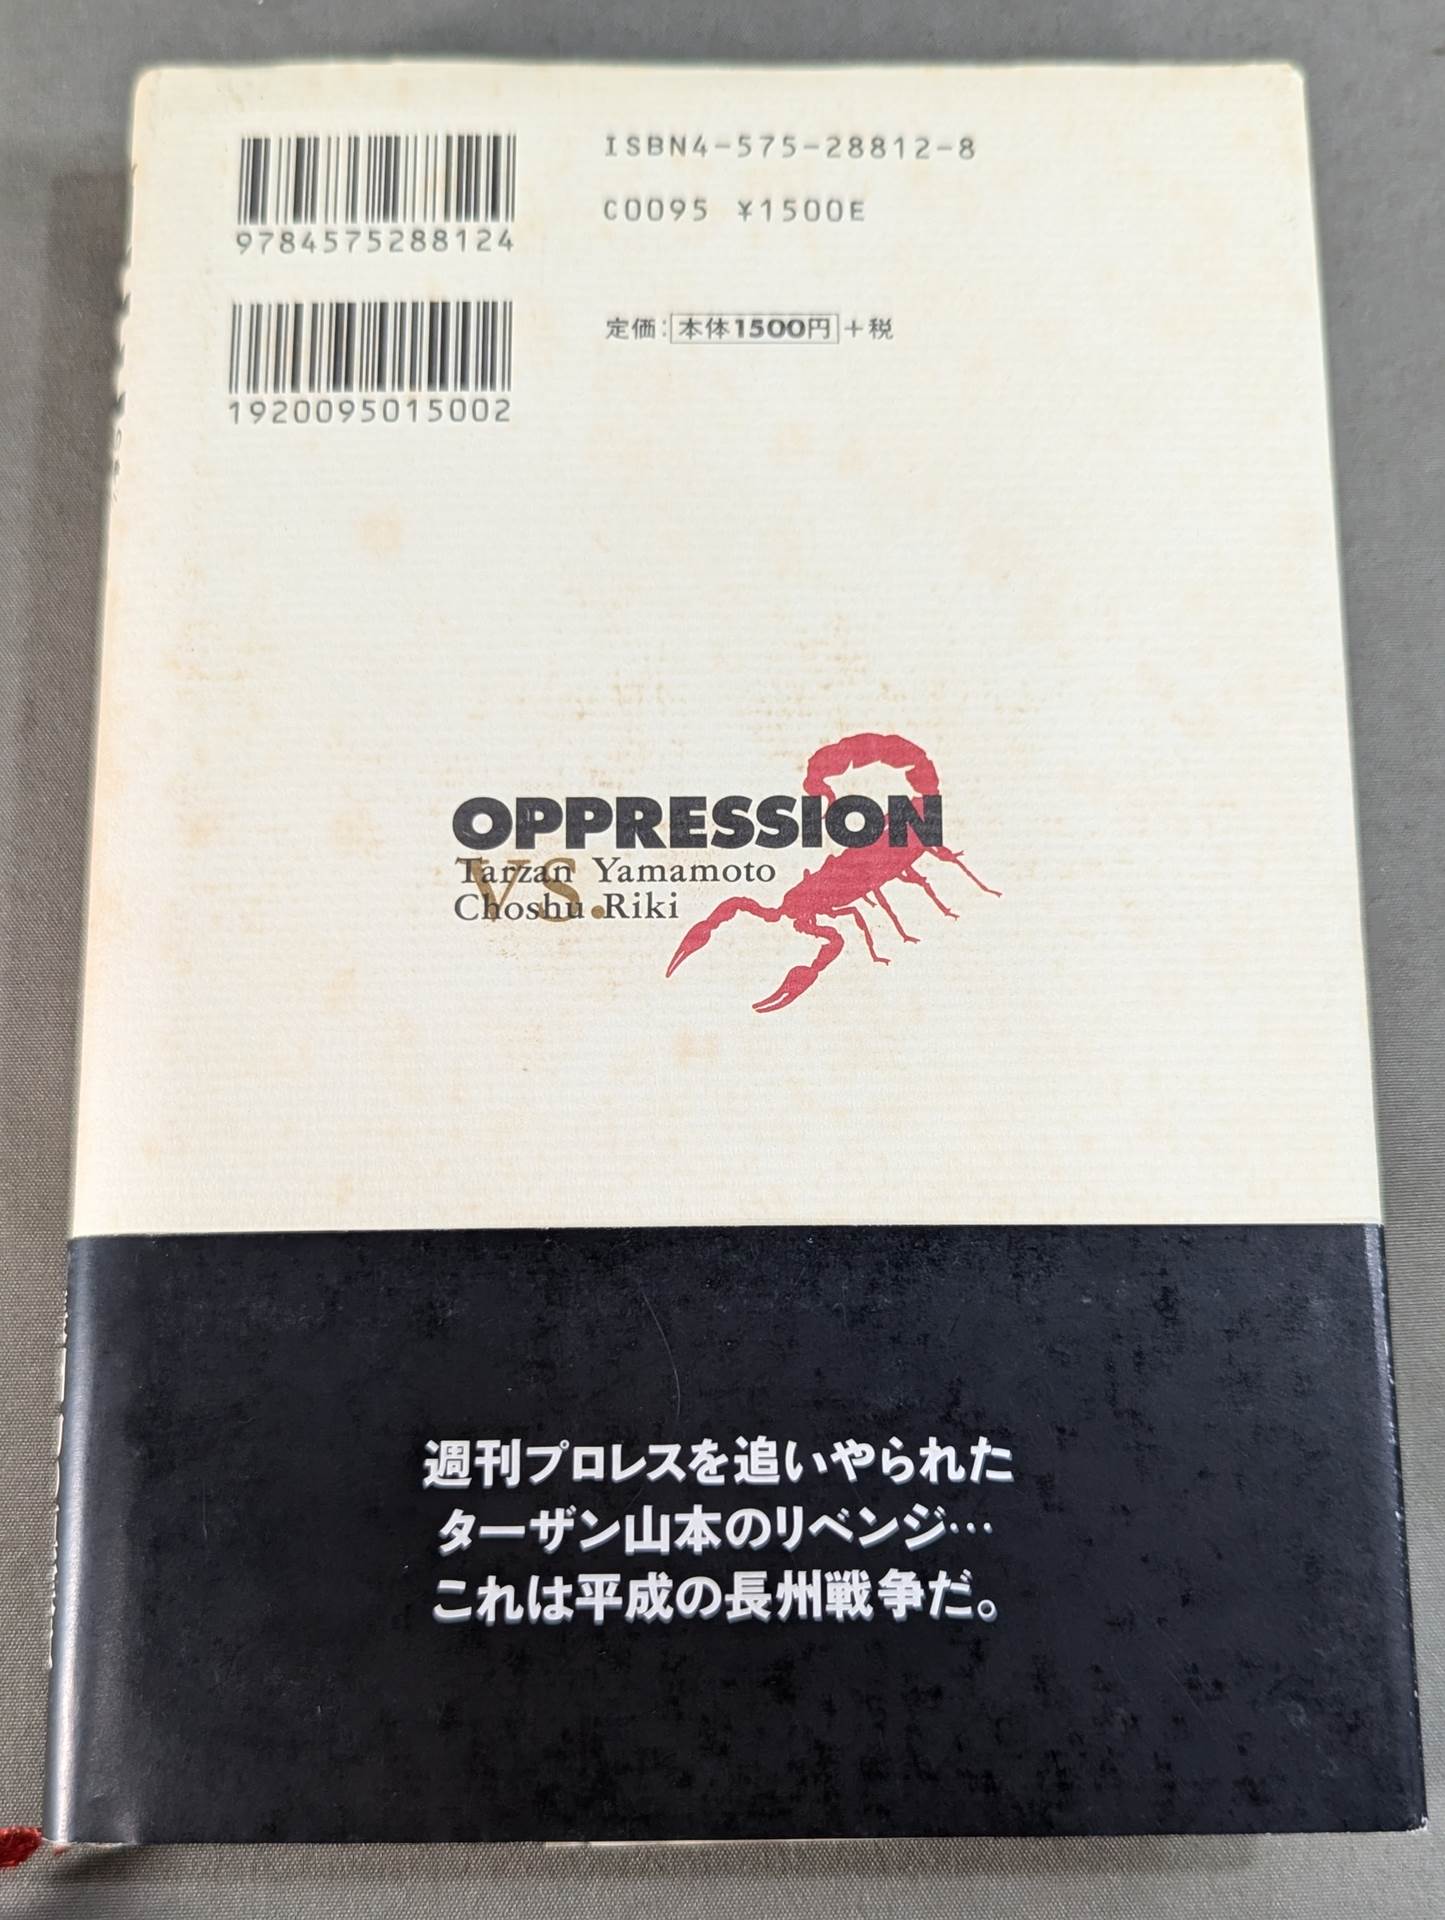 ISBN4-575-28812-8
C0095 ¥1500E
9784575288124
定価:本体1500円+税
1920095015002
OPPRESSION
Tarzan Yamamoto
vs.
Choshu Riki
週刊プロレスを追いやられた
ターザン山本のリベンジ…
これは平成の長州戦争だ。